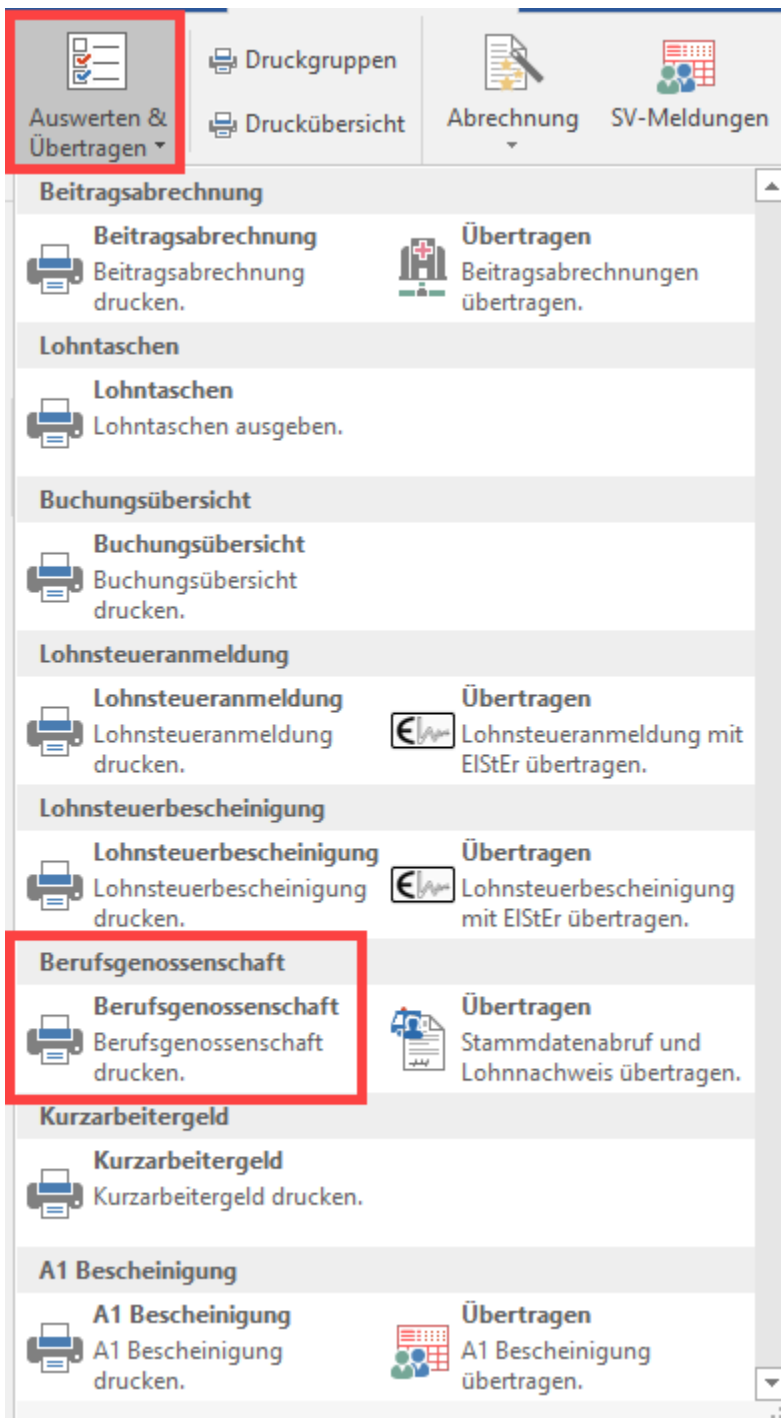 Auswerten &
Übertragen
Druckgruppen
Druckübersicht
Abrechnung
SV-Meldungen
Beitragsabrechnung
Beitragsabrechnung
Beitragsabrechnung
drucken.
Übertragen
Beitragsabrechnungen
übertragen.
Lohntaschen
Lohntaschen
Lohntaschen ausgeben.
Buchungsübersicht
Buchungsübersicht
Buchungsübersicht
drucken.
Lohnsteueranmeldung
Lohnsteueranmeldung
Lohnsteueranmeldung
drucken.
Übertragen
Lohnsteueranmeldung mit
ElStEr übertragen.
Lohnsteuerbescheinigung
Lohnsteuerbescheinigung
Lohnsteuerbescheinigung
drucken.
Übertragen
Lohnsteuerbescheinigung
mit ElStEr übertragen.
Berufsgenossenschaft
Berufsgenossenschaft
Berufsgenossenschaft
drucken.
Übertragen
Stammdatenabruf und
Lohnnachweis übertragen.
Kurzarbeitergeld
Kurzarbeitergeld
Kurzarbeitergeld drucken.
A1 Bescheinigung
A1 Bescheinigung
A1 Bescheinigung
drucken.
Übertragen
A1 Bescheinigung
übertragen.